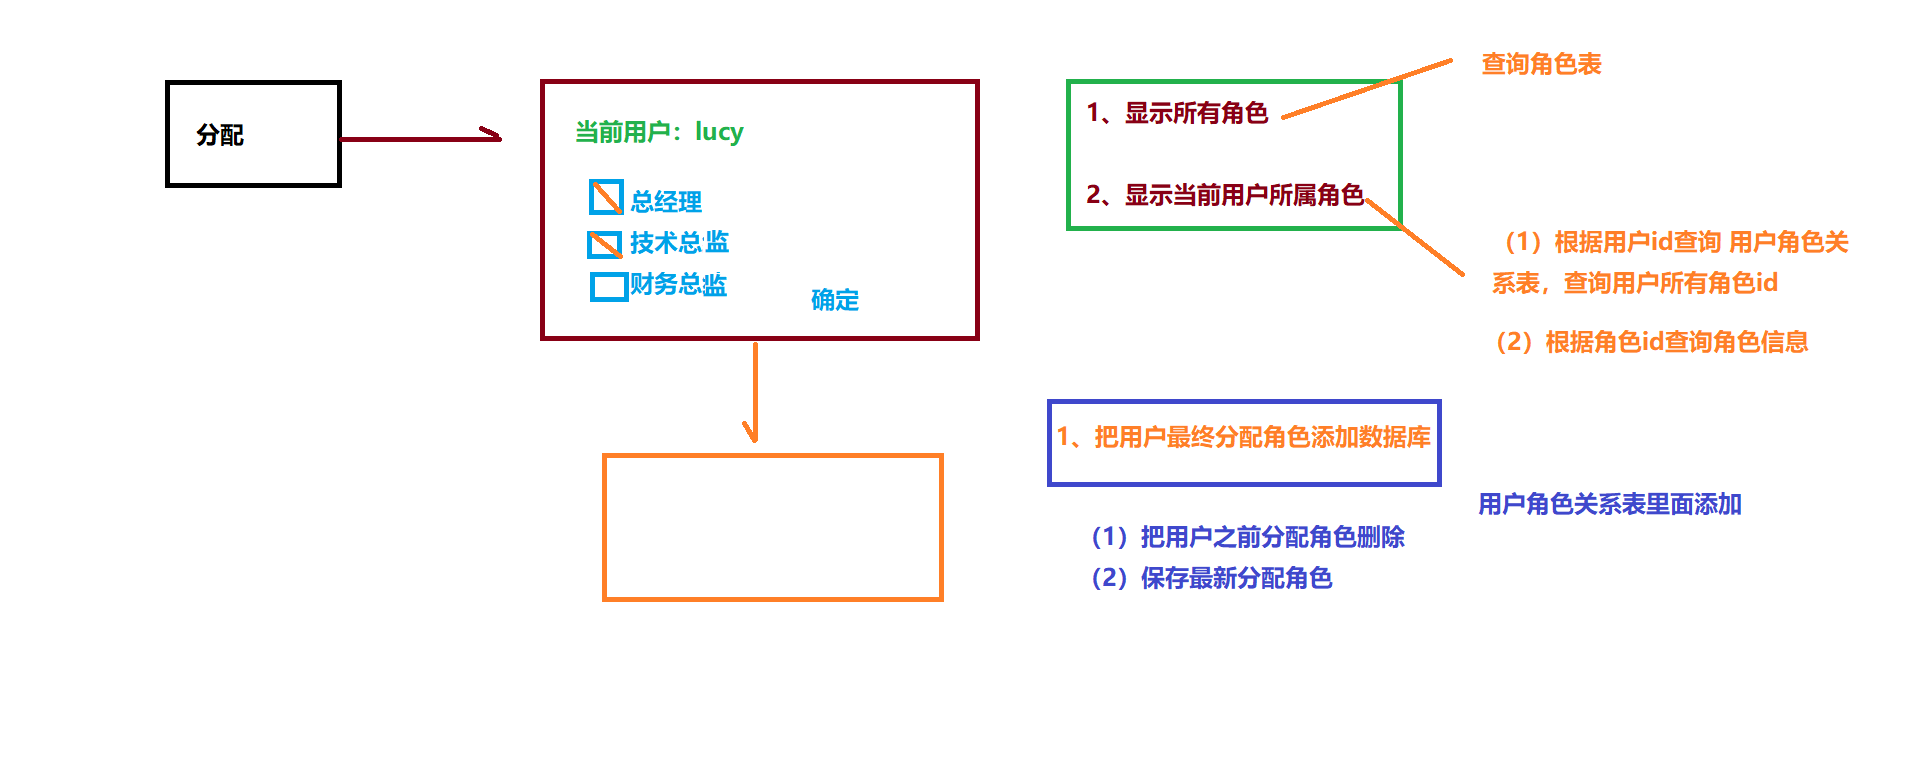 分配
当前用户：lucy
总经理
技术总监
财务总监
确定
1、显示所有角色
2、显示当前用户所属角色
查询角色表
（1）根据用户id查询 用户角色关
系表，查询用户所有角色id
（2）根据角色id查询角色信息
1、把用户最终分配角色添加数据库
用户角色关系表里面添加
（1）把用户之前分配角色删除
（2）保存最新分配角色